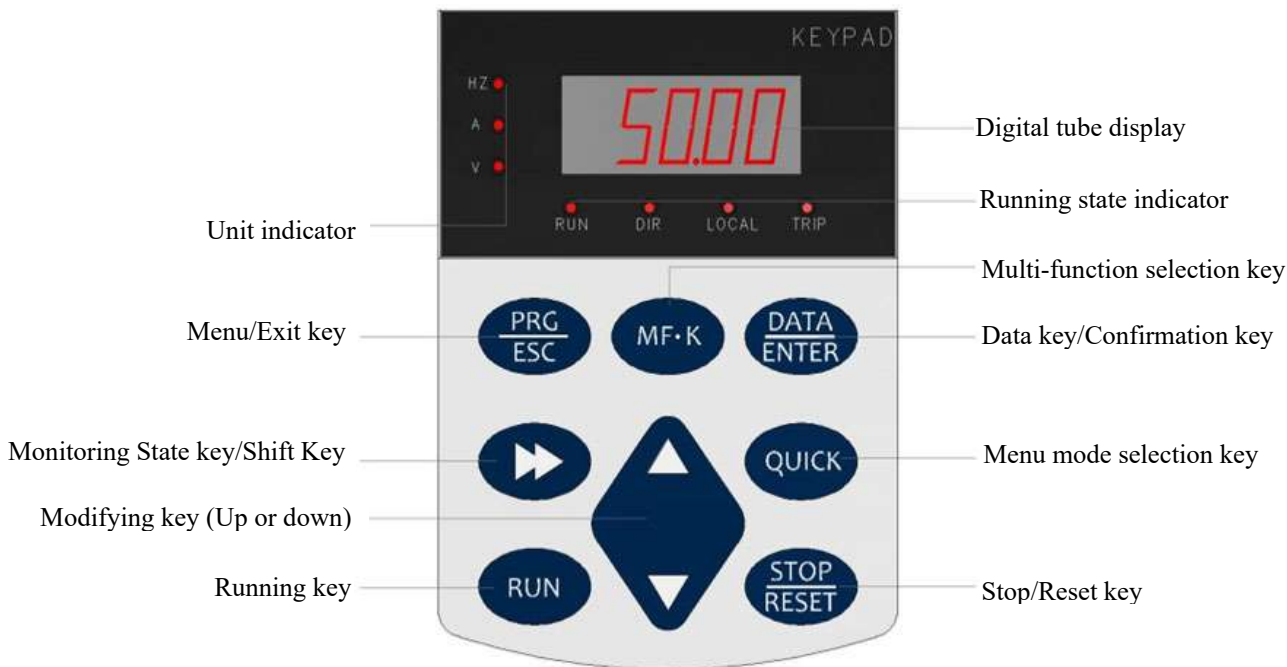 KEYPAD
HZ
A
V
50.00
Digital tube display
RUN DIR LOCAL TRIP
Running state indicator
Unit indicator
Multi-function selection key
PRG
ESC
MF·K
DATA
ENTER
Menu/Exit key
Data key/Confirmation key
Monitoring State key/Shift Key
QUICK
Menu mode selection key
Modifying key (Up or down)
Running key
RUN
STOP
RESET
Stop/Reset key